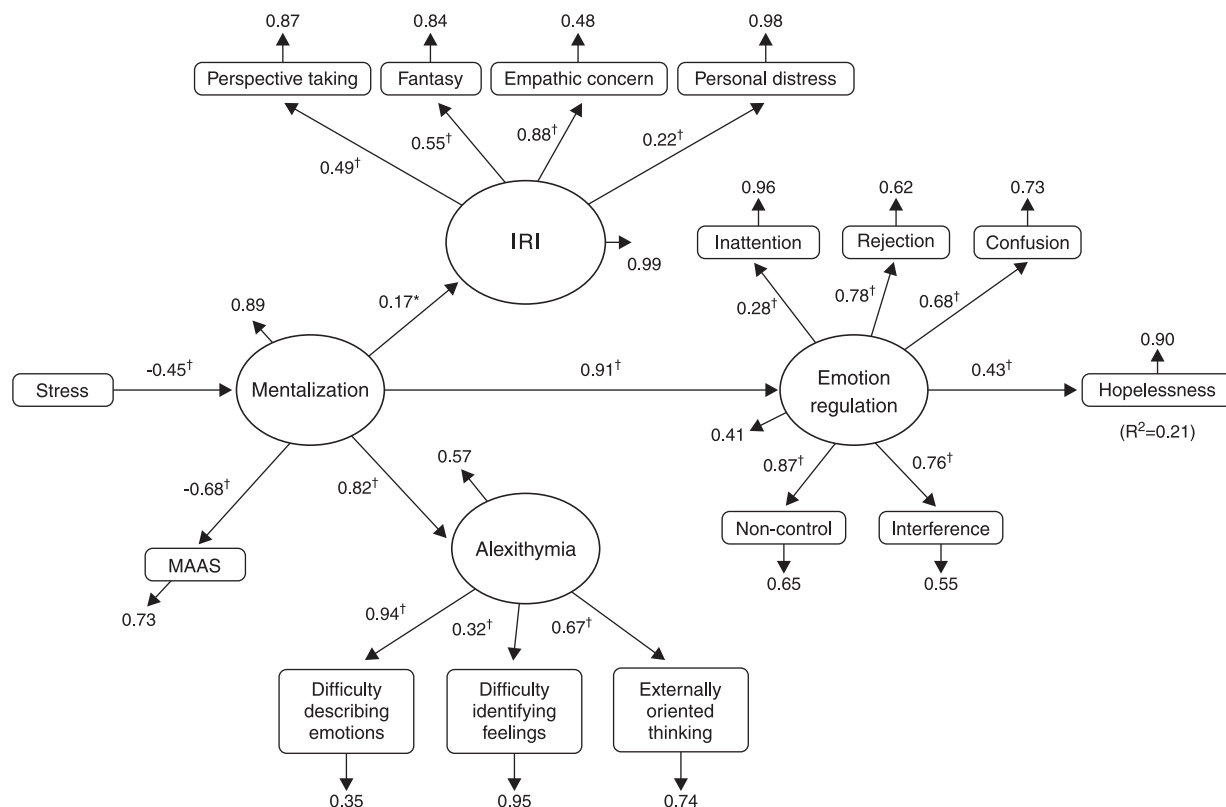 0.87
0.84
0.48
0.98
Perspective taking
Fantasy
Empathic concern
Personal distress
0.49†
0.55†
0.88†
0.22†
IRI
0.99
0.96
0.62
0.73
Inattention
Rejection
Confusion
0.28†
0.78†
0.68†
0.89
0.17*
Stress
-0.45†
Mentalization
0.91†
Emotion
regulation
0.43†
0.90
Hopelessness
(R²=0.21)
0.41
-0.68†
0.82†
0.57
0.87†
0.76†
MAAS
0.73
Alexithymia
Non-control
Interference
0.65
0.55
0.94†
0.32†
0.67†
Difficulty
describing
emotions
Difficulty
identifying
feelings
Externally
oriented
thinking
0.35
0.95
0.74